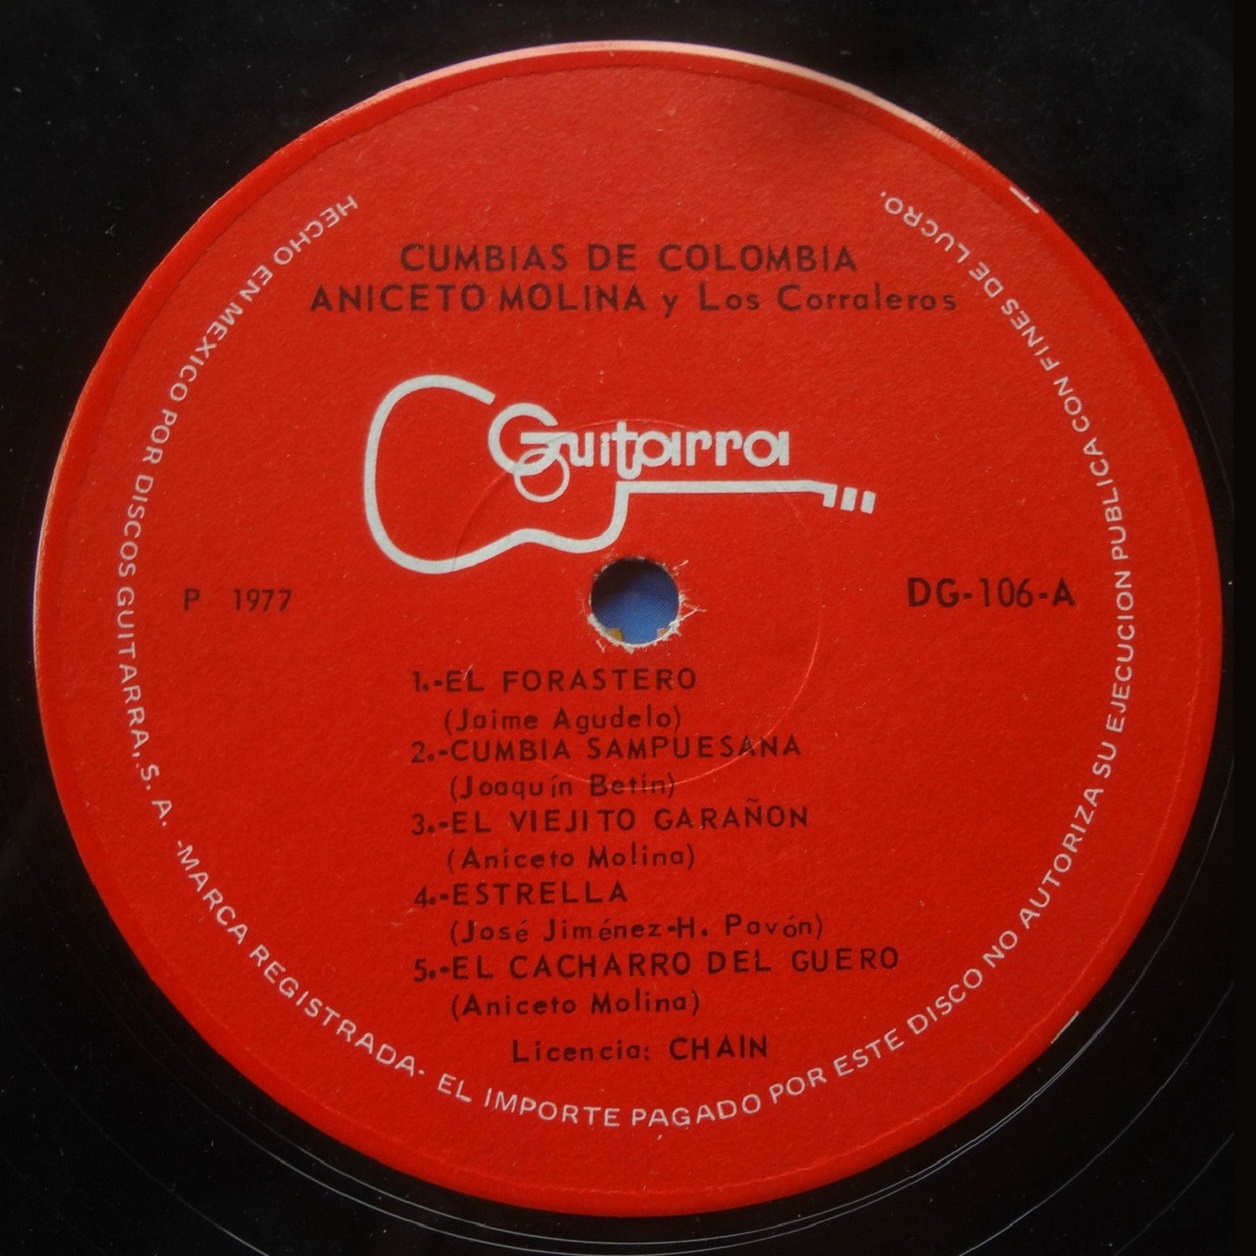 CUMBIAS DE COLOMBIA
ANICETO MOLINA y Los Corraleros
Guitarra
P 1977
DG-106-A
1.-EL FORASTERO
(Jaime Agudelo)
2.-CUMBIA SAMPUESANA
(Joaquín Betin)
3.-EL VIEJITO GARAÑON
(Aniceto Molina)
4.-ESTRELLA
(José Jiménez-H. Pavón)
5.-EL CACHARRO DEL GUERO
(Aniceto Molina)
Licencia: CHAIN
HECHO EN MEXICO POR DISCOS GUITARRA, S. A. -MARCA REGISTRADA- EL IMPORTE PAGADO POR ESTE DISCO NO AUTORIZA SU EJECUCION PUBLICA CON FINES DE LUCRO.